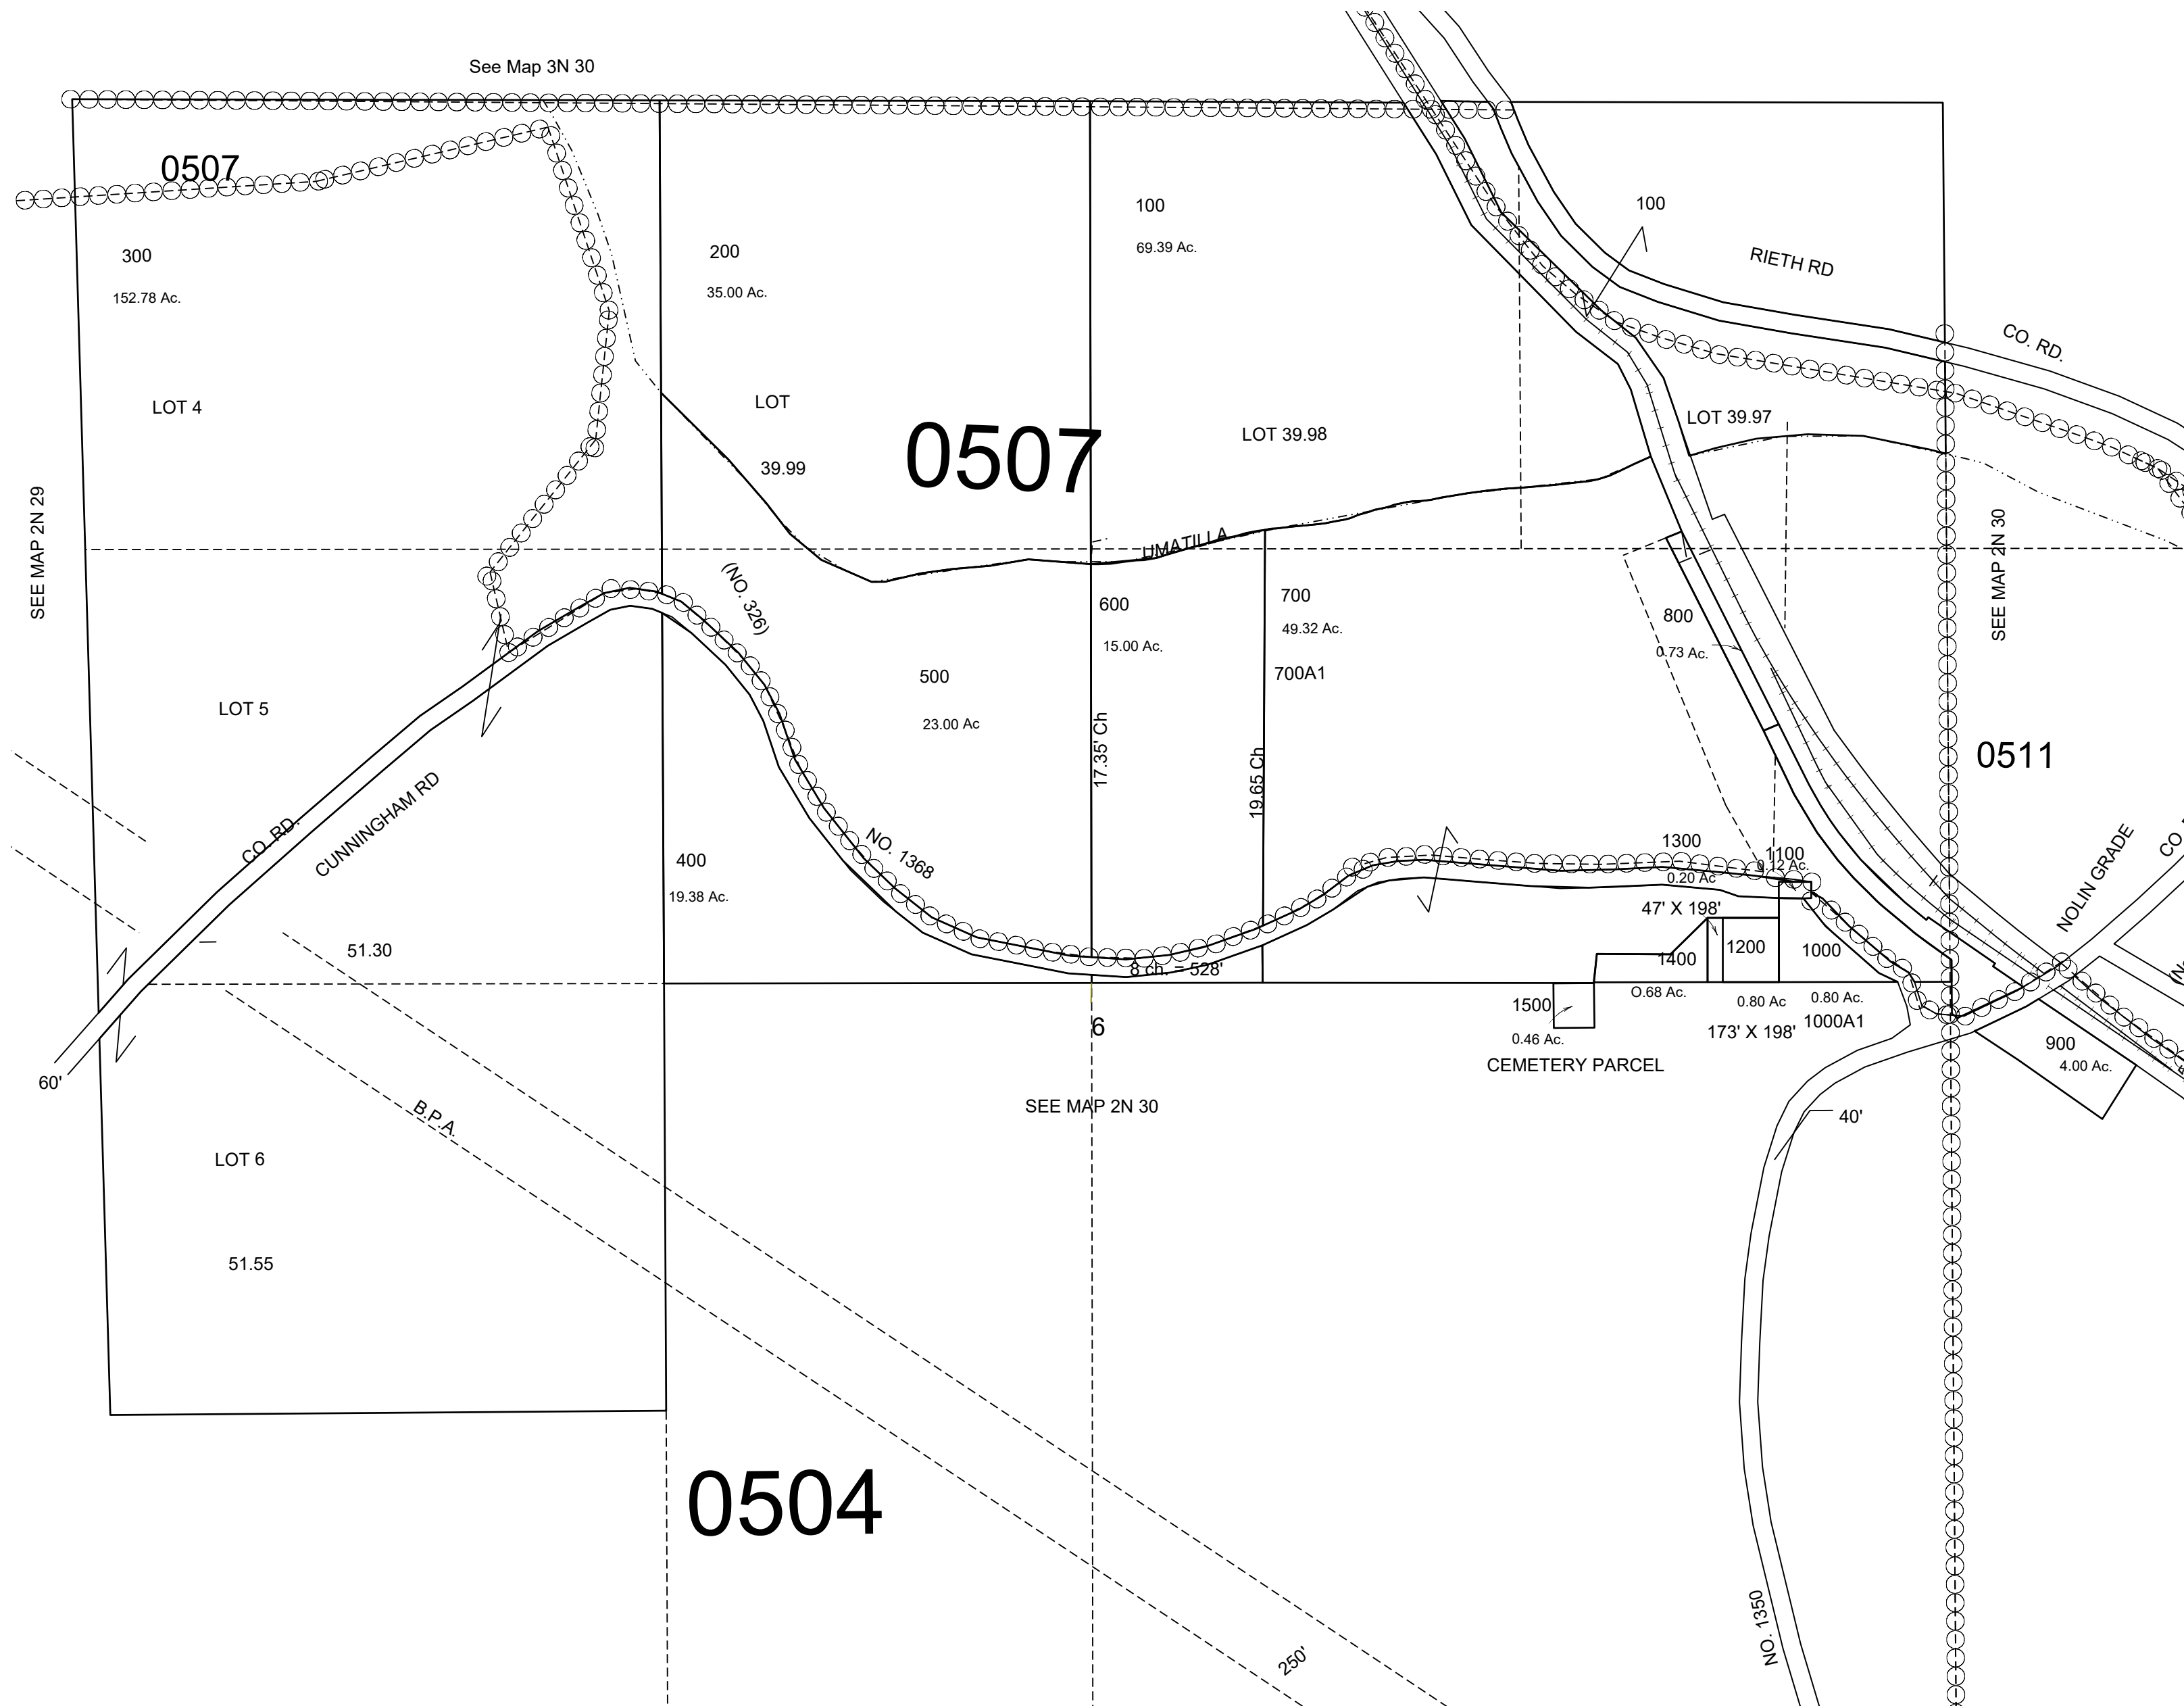 See Map 3N 30
0507
300
152.78 Ac.
200
35.00 Ac.
100
69.39 Ac.
100
RIETH RD
CO. RD.
LOT 4
LOT
39.99
0507
LOT 39.98
LOT 39.97
SEE MAP 2N 29
SEE MAP 2N 30
UMATILLA
(NO. 326)
600
15.00 Ac.
700
49.32 Ac.
700A1
800
0.73 Ac.
500
23.00 Ac
LOT 5
17.35' Ch
19.65 Ch
0511
CO. RD.
CUNNINGHAM RD
NO. 1368
400
19.38 Ac.
1300
0.20 Ac
1100
0.12 Ac.
NOLIN GRADE
47' X 198'
51.30
8 ch. = 528'
1400
1200
1000
O.68 Ac.
0.80 Ac
0.80 Ac.
1500
0.46 Ac.
173' X 198'
1000A1
6
CEMETERY PARCEL
900
4.00 Ac.
60'
SEE MAP 2N 30
40'
B.P.A.
LOT 6
51.55
0504
NO. 1350
250'